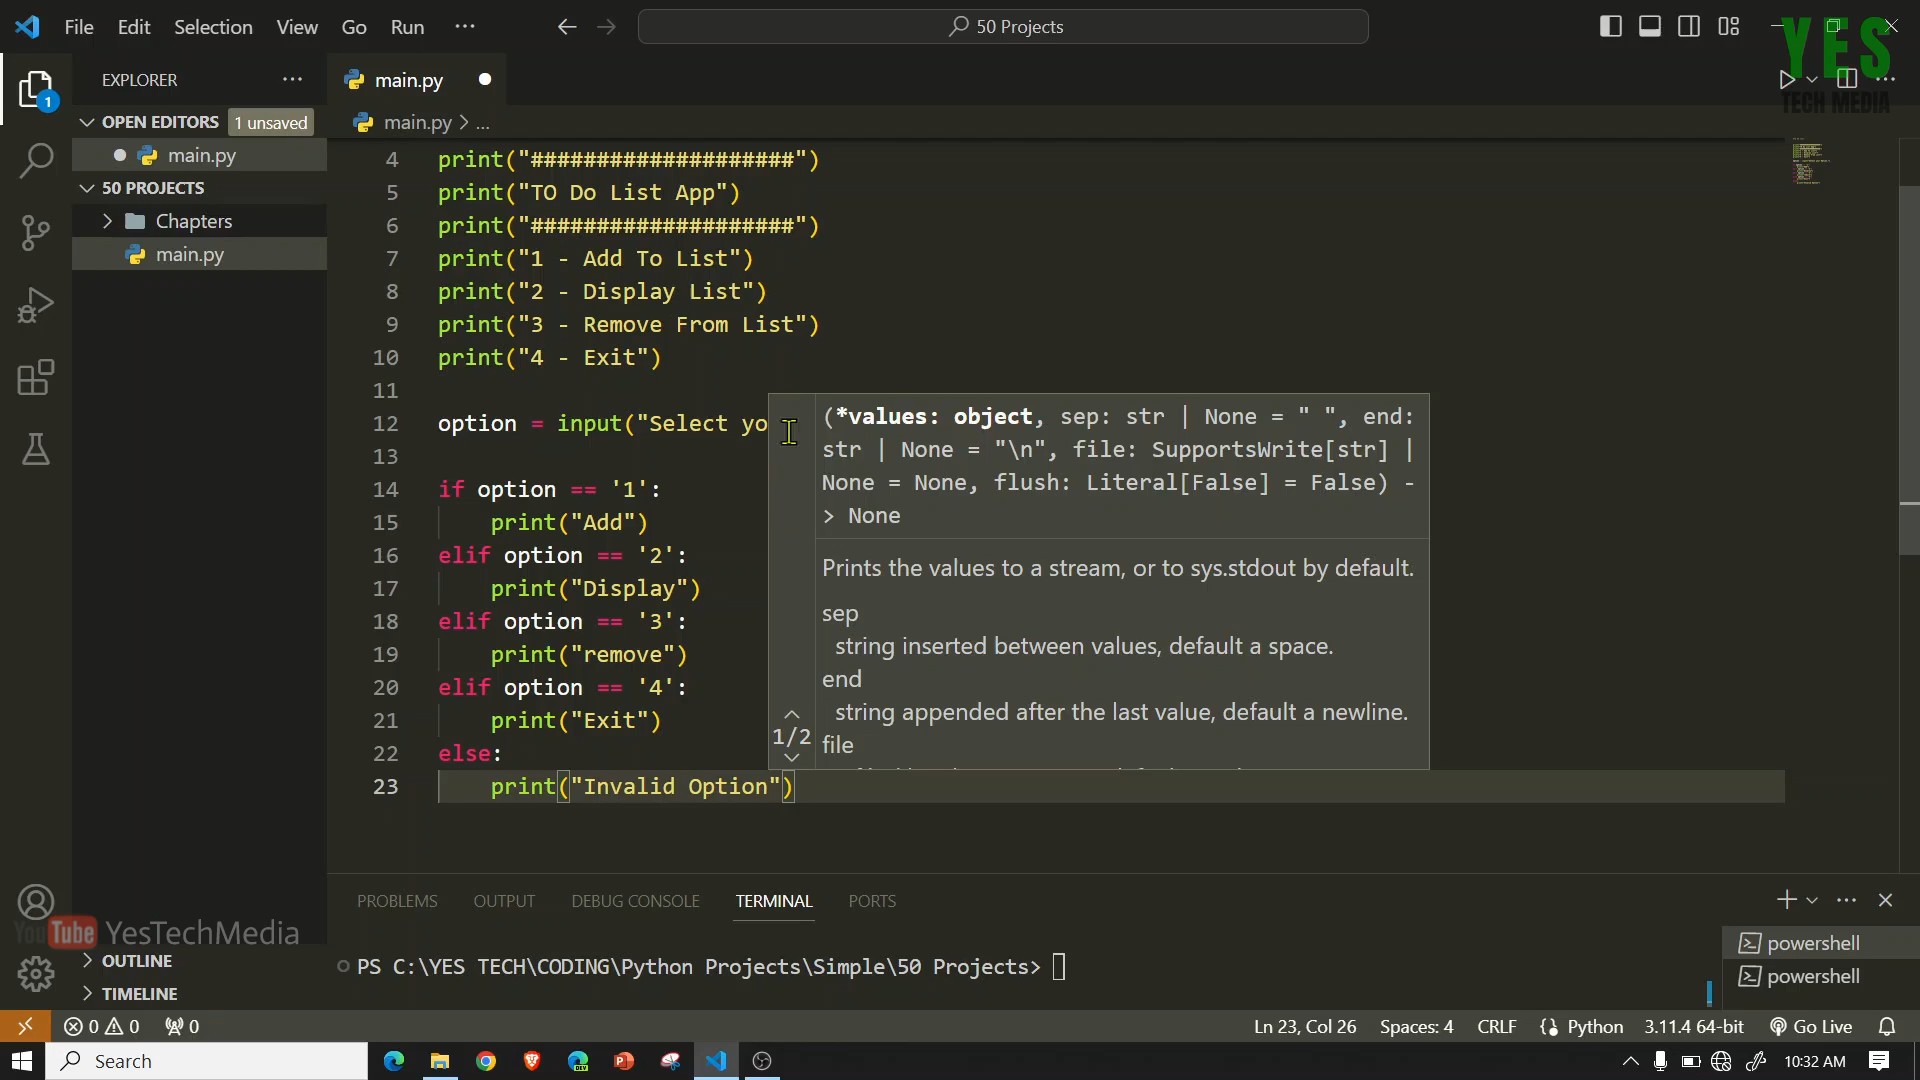 File Edit Selection View Go Run ···
50 Projects
YES
TECH MEDIA
EXPLORER
main.py
1
OPEN EDITORS 1 unsaved
main.py > ...
main.py
50 PROJECTS
Chapters
main.py
4 print("####################")
5 print("TO Do List App")
6 print("####################")
7 print("1 - Add To List")
8 print("2 - Display List")
9 print("3 - Remove From List")
10 print("4 - Exit")
11
12 option = input("Select yo
13
14 if option == '1':
15 print("Add")
16 elif option == '2':
17 print("Display")
18 elif option == '3':
19 print("remove")
20 elif option == '4':
21 print("Exit")
22 else:
23 print("Invalid Option")
(*values: object, sep: str | None = " ", end:
str | None = "\n", file: SupportsWrite[str] |
None = None, flush: Literal[False] = False) -
> None
Prints the values to a stream, or to sys.stdout by default.
sep
string inserted between values, default a space.
end
string appended after the last value, default a newline.
1/2
file
PROBLEMS OUTPUT DEBUG CONSOLE TERMINAL PORTS
YouTube YesTechMedia
PS C:\YES TECH\CODING\Python Projects\Simple\50 Projects>
powershell
powershell
OUTLINE
TIMELINE
0 0 0
Ln 23, Col 26 Spaces: 4 CRLF Python 3.11.4 64-bit Go Live
Search
10:32 AM